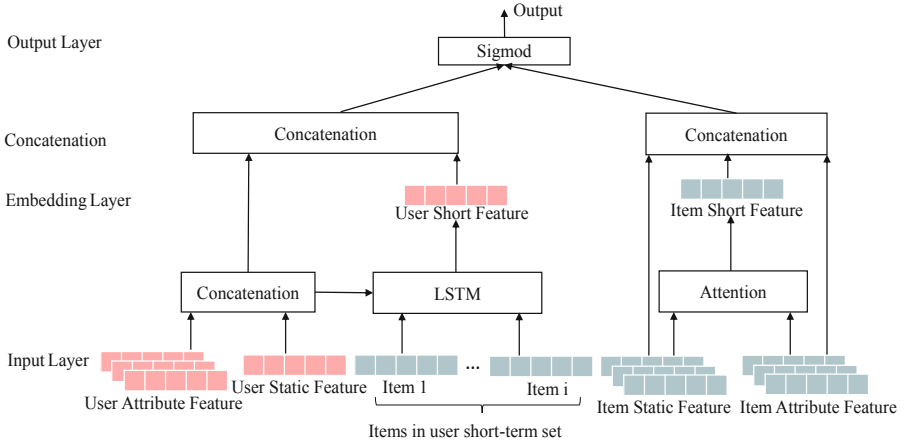 Output
Output Layer
Sigmod
Concatenation
Concatenation
Concatenation
Embedding Layer
User Short Feature
Item Short Feature
Concatenation
LSTM
Attention
Input Layer
...
User Attribute Feature
User Static Feature
Item 1
Item i
Item Static Feature
Item Attribute Feature
Items in user short-term set